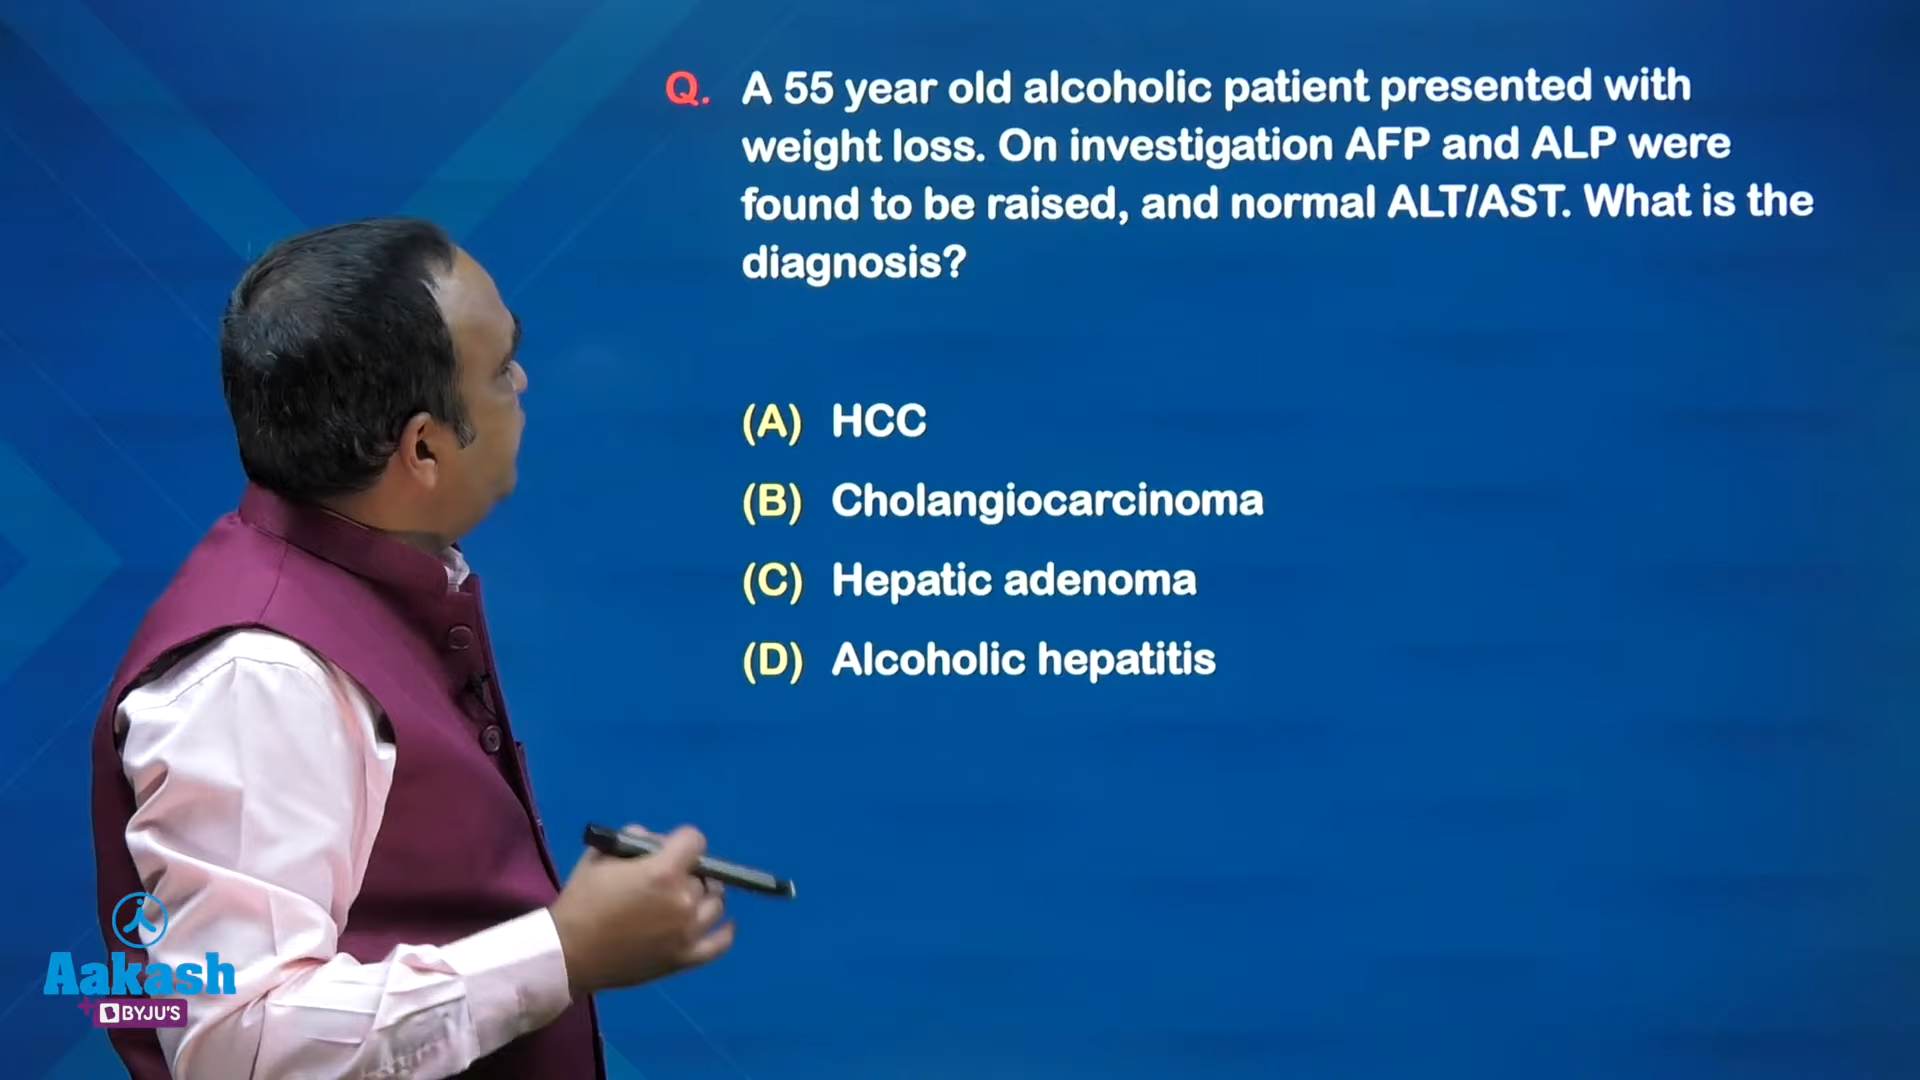 Q. A 55 year old alcoholic patient presented with
weight loss. On investigation AFP and ALP were
found to be raised, and normal ALT/AST. What is the
diagnosis?
(A) HCC
(B) Cholangiocarcinoma
(C) Hepatic adenoma
(D) Alcoholic hepatitis
Aakash
+BYJU'S